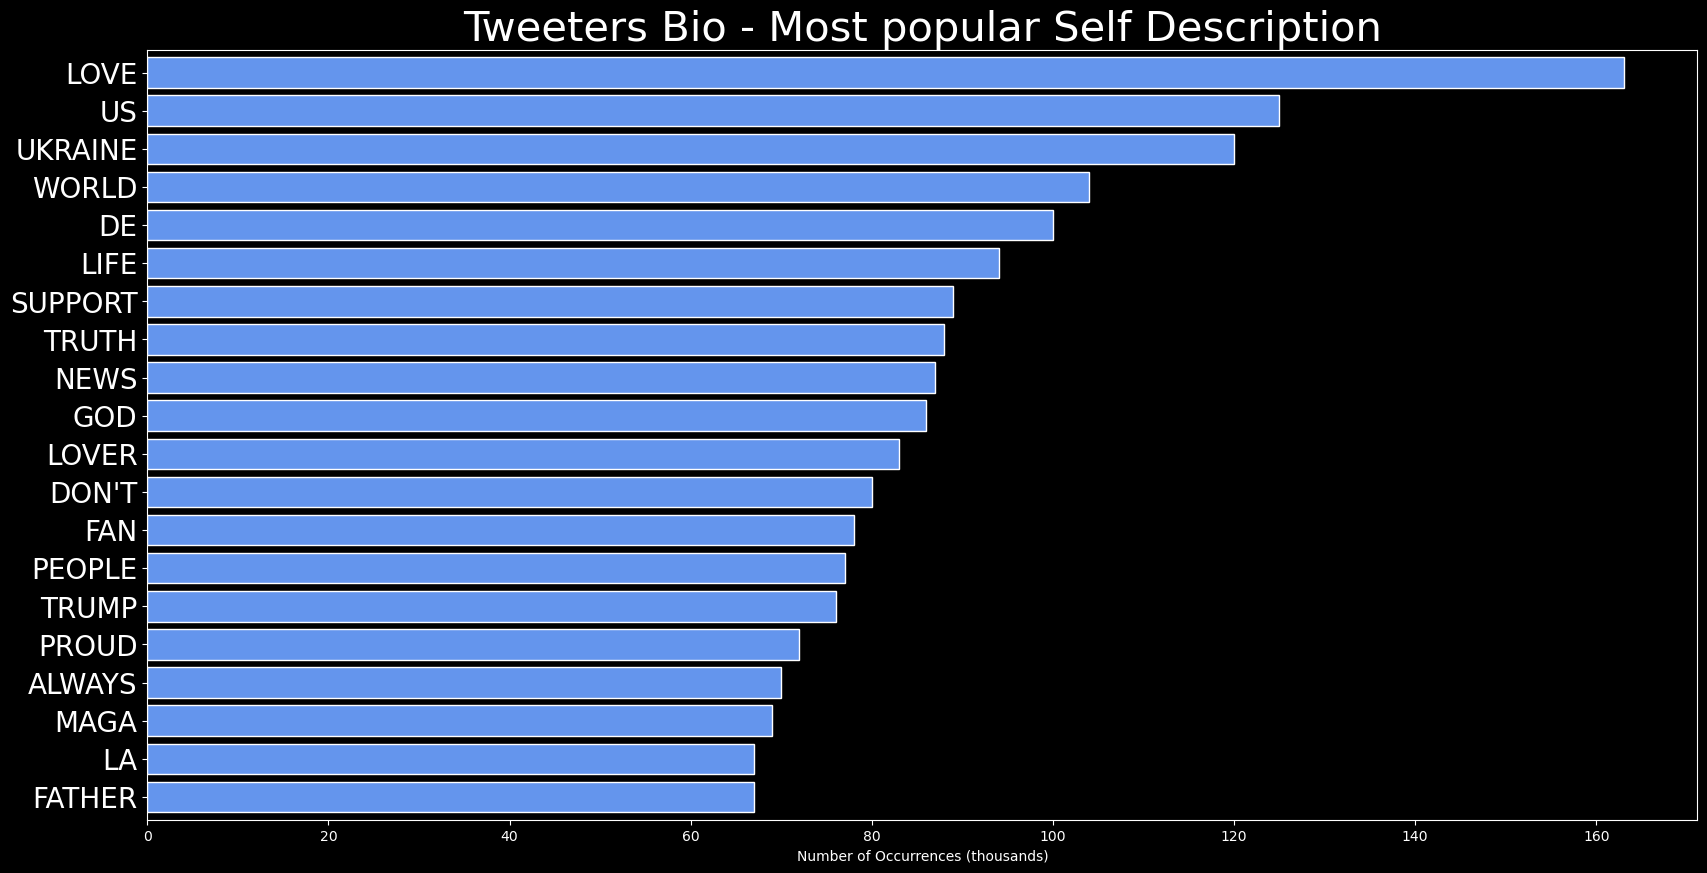 Tweeters Bio - Most popular Self Description
LOVE
US
UKRAINE
WORLD
DE
LIFE
SUPPORT
TRUTH
NEWS
GOD
LOVER
DON'T
FAN
PEOPLE
TRUMP
PROUD
ALWAYS
MAGA
LA
FATHER
0 20 40 60 80 100 120 140 160
Number of Occurrences (thousands)